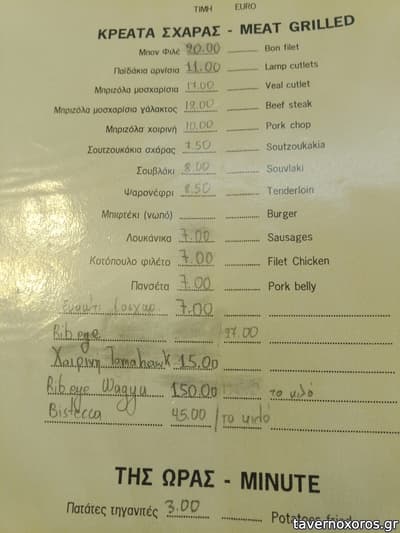 ΤΙΜΗ EURO
ΚΡΕΑΤΑ ΣΧΑΡΑΣ - MEAT GRILLED
Μπον Φιλέ 20.00 Bon filet
Παϊδάκια αρνίσια 11.00 Lamp cutlets
Μπριζόλα μοσχαρίσια 17.00 Veal cutlet
Μπριζόλα μοσχαρίσια γάλακτος Beef steak
Μπριζόλα χοιρινή 10.00 Pork chop
Σουτζουκάκια σχάρας 7.50 Soutzoukakia
Σουβλάκι 8.00 Souvlaki
Ψαρονέφρι 8.50 Tenderloin
Μπιφτέκι (νωπό) Burger
Λουκάνικα 7.00 Sausages
Κοτόπουλο φιλέτο 7.00 Filet Chicken
Πανσέτα 7.00 Pork belly
7.00
Rib eye 37.00
Χοιρινη Tomahawk 15.00
Rib eye Wagyu 150.00 το κιλό
Bistecca 45.00 / το κιλό
ΤΗΣ ΩΡΑΣ - MINUTE
Πατάτες τηγανιτές 3.00 Potatoes fried
tavernoxoros.gr